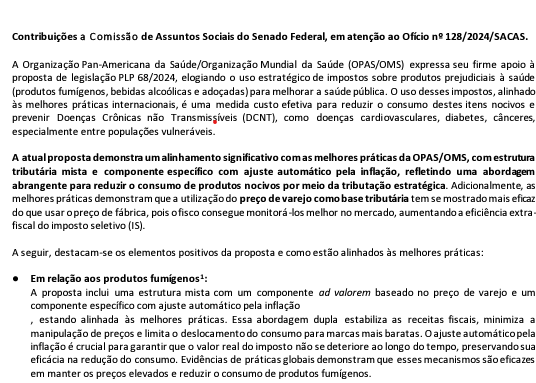 Contribuições a Comissão de Assuntos Sociais do Senado Federal, em atenção ao Ofício nº 128/2024/SACAS.
A Organização Pan-Americana da Saúde/Organização Mundial da Saúde (OPAS/OMS) expressa seu firme apoio à
proposta de legislação PLP 68/2024, elogiando o uso estratégico de impostos sobre produtos prejudiciais à saúde
(produtos fumígenos, bebidas alcoólicas e adoçadas) para melhorar a saúde pública. O uso desses impostos, alinhado
às melhores práticas internacionais, é uma medida custo efetiva para reduzir o consumo destes itens nocivos e
prevenir Doenças Crônicas não Transmissíveis (DCNT), como doenças cardiovasculares, diabetes, cânceres,
especialmente entre populações vulneráveis.
A atual proposta demonstra um alinhamento significativo com as melhores práticas da OPAS/OMS, com estrutura
tributária mista e componente específico com ajuste automático pela inflação, refletindo uma abordagem
abrangente para reduzir o consumo de produtos nocivos por meio da tributação estratégica. Adicionalmente, as
melhores práticas demonstram que a utilização do preço de varejo como base tributária tem se mostrado mais eficaz
do que usar o preço de fábrica, pois o fisco consegue monitorá-los melhor no mercado, aumentando a eficiência extra-
fiscal do imposto seletivo (IS).
A seguir, destacam-se os elementos positivos da proposta e como estão alinhados às melhores práticas:
● Em relação aos produtos fumígenos¹:
A proposta inclui uma estrutura mista com um componente ad valorem baseado no preço de varejo e um
componente específico com ajuste automático pela inflação
, estando alinhada às melhores práticas. Essa abordagem dupla estabiliza as receitas fiscais, minimiza a
manipulação de preços e limita o deslocamento do consumo para marcas mais baratas. O ajuste automático pela
inflação é crucial para garantir que o valor real do imposto não se deteriore ao longo do tempo, preservando sua
eficácia na redução do consumo. Evidências de práticas globais demonstram que esses mecanismos são eficazes
em manter os preços elevados e reduzir o consumo de produtos fumígenos.